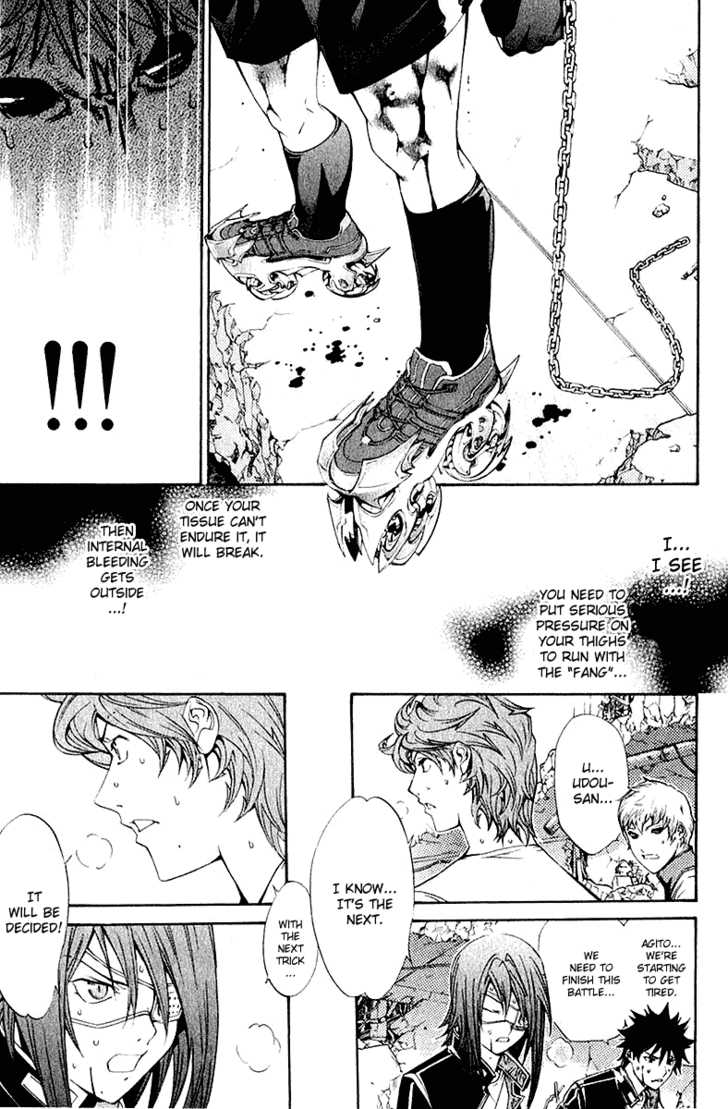 !!!
I...
I SEE
...!
YOU NEED TO
PUT SERIOUS
PRESSURE ON
YOUR THIGHS
TO RUN WITH
THE "FANG"...
ONCE YOUR
TISSUE CAN'T
ENDURE IT, IT
WILL BREAK.
THEN
INTERNAL
BLEEDING
GETS
OUTSIDE
...!
U...
UDOU-
SAN...
I KNOW...
IT'S THE
NEXT.
AGITO...
WE'RE
STARTING
TO GET
TIRED.
WE
NEED TO
FINISH THIS
BATTLE...
WITH
THE NEXT
TRICK
...
IT
WILL BE
DECIDED!